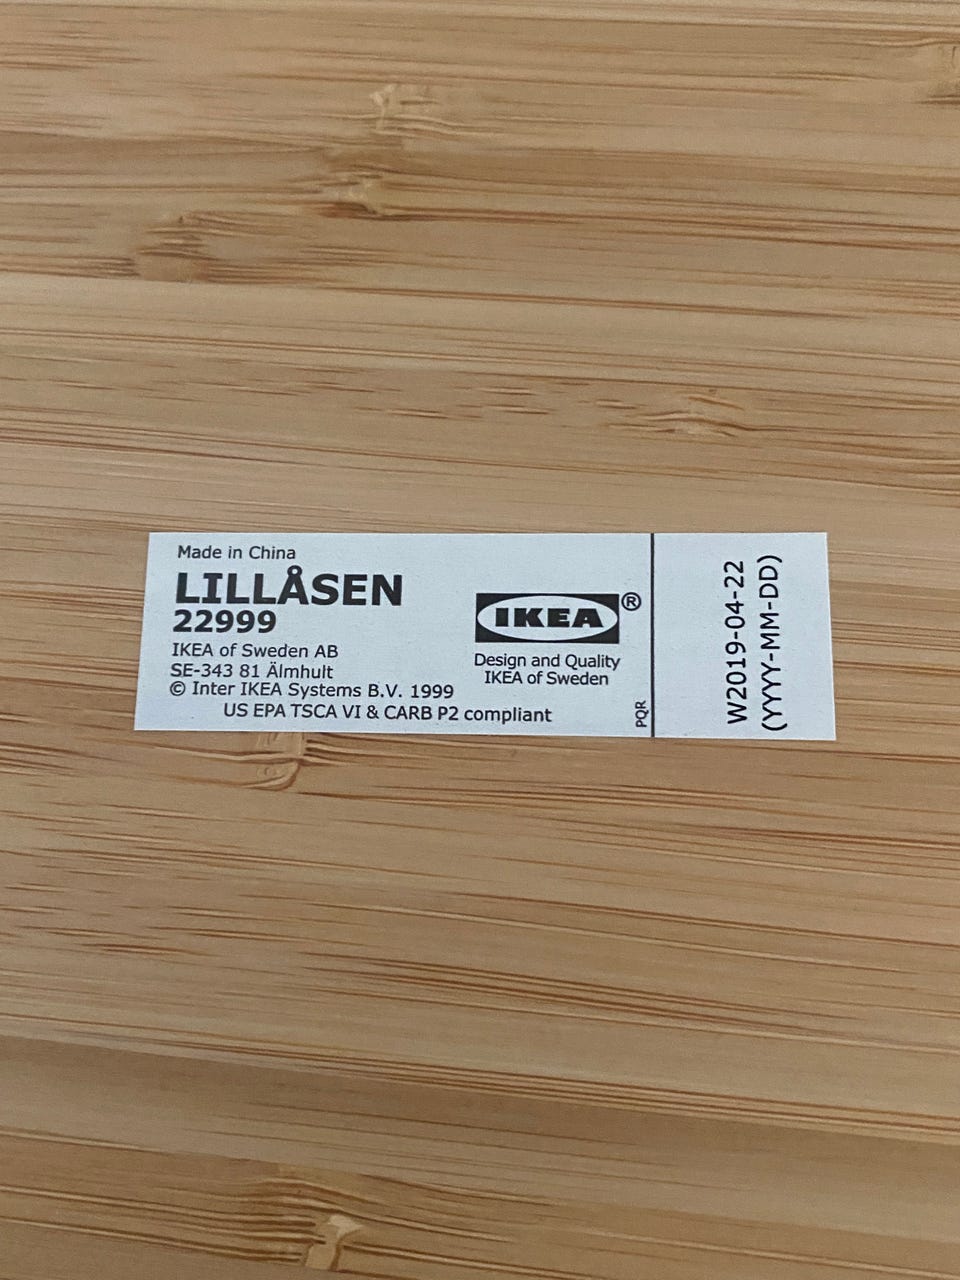 Made in China
LILLÅSEN
22999
IKEA of Sweden AB
SE-343 81 Älmhult
© Inter IKEA Systems B.V. 1999
US EPA TSCA VI & CARB P2 compliant
IKEA®
Design and Quality
IKEA of Sweden
PQR
W2019-04-22
(YYYY-MM-DD)